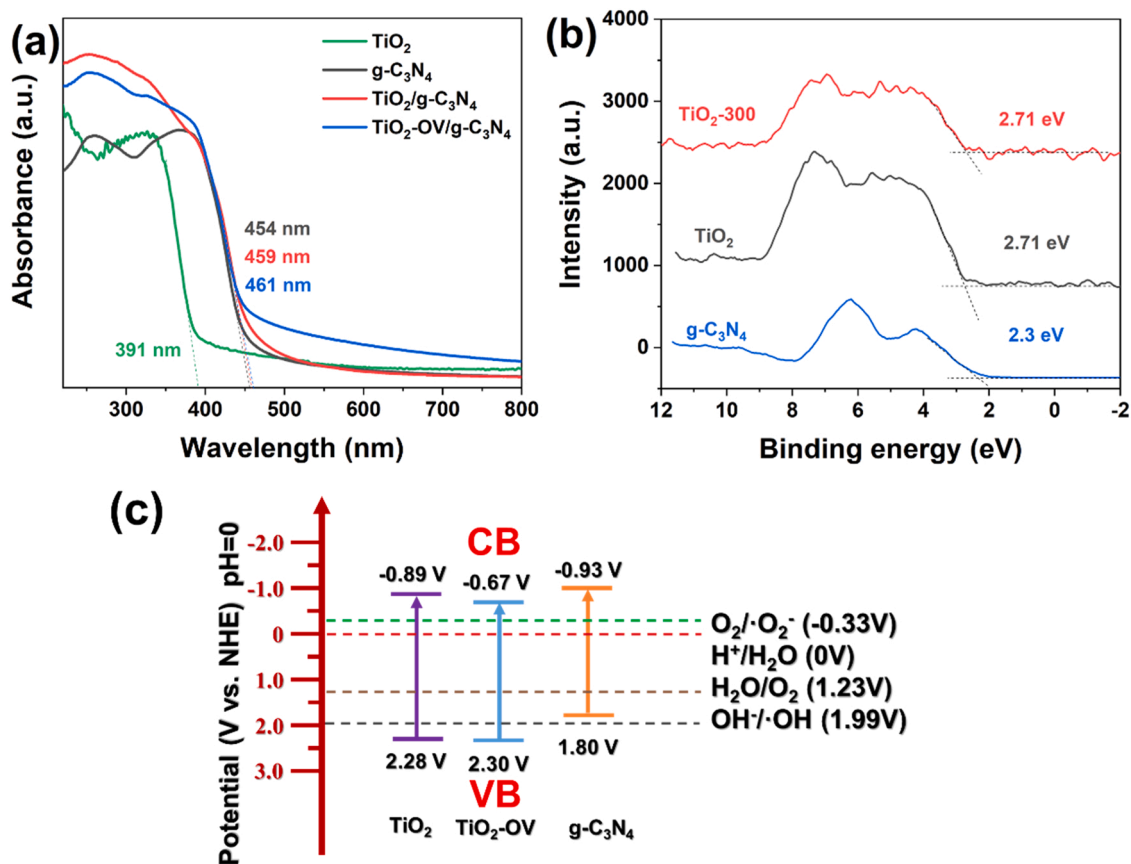 (a)
TiO₂
g-C₃N₄
TiO₂/g-C₃N₄
TiO₂-OV/g-C₃N₄
454 nm
459 nm
461 nm
391 nm
Absorbance (a.u.)
300 400 500 600 700 800
Wavelength (nm)
(b)
4000
3000
2000
1000
0
Intensity (a.u.)
TiO₂-300
2.71 eV
TiO₂
2.71 eV
g-C₃N₄
2.3 eV
12 10 8 6 4 2 0 -2
Binding energy (eV)
(c)
Potential (V vs. NHE) pH=0
-2.0
-1.0
0
1.0
2.0
3.0
CB
-0.89 V -0.67 V -0.93 V
O₂/·O₂⁻ (-0.33V)
H⁺/H₂O (0V)
H₂O/O₂ (1.23V)
OH⁻/·OH (1.99V)
2.28 V 2.30 V 1.80 V
VB
TiO₂ TiO₂-OV g-C₃N₄